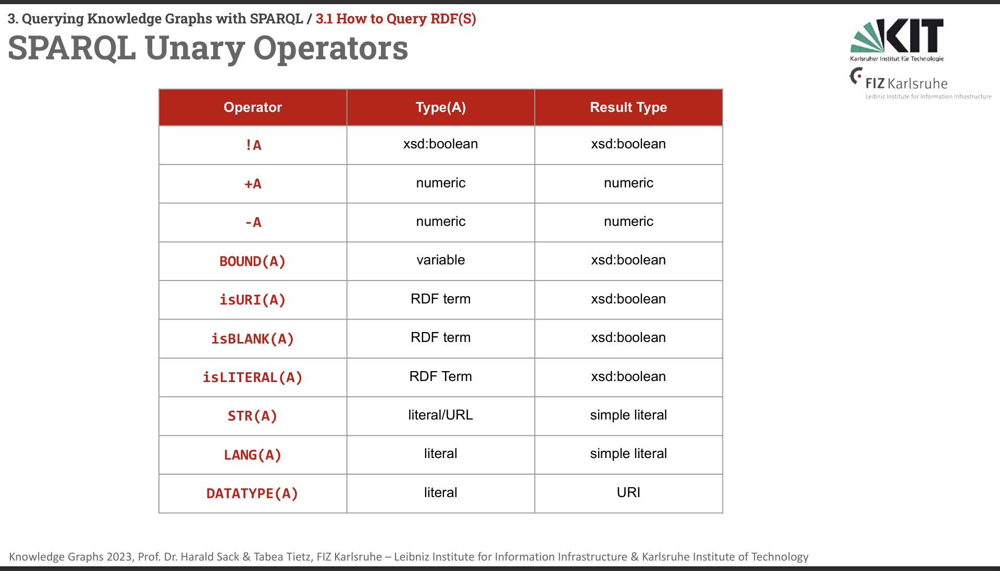 3. Querying Knowledge Graphs with SPARQL / 3.1 How to Query RDF(S)
SPARQL Unary Operators
KIT
Karlsruher Institut für Technologie
FIZ Karlsruhe
Leibniz Institute for Information Infrastructure
Operator Type(A) Result Type
!A xsd:boolean xsd:boolean
+A numeric numeric
-A numeric numeric
BOUND(A) variable xsd:boolean
isURI(A) RDF term xsd:boolean
isBLANK(A) RDF term xsd:boolean
isLITERAL(A) RDF Term xsd:boolean
STR(A) literal/URL simple literal
LANG(A) literal simple literal
DATATYPE(A) literal URI
Knowledge Graphs 2023, Prof. Dr. Harald Sack & Tabea Tietz, FIZ Karlsruhe – Leibniz Institute for Information Infrastructure & Karlsruhe Institute of Technology